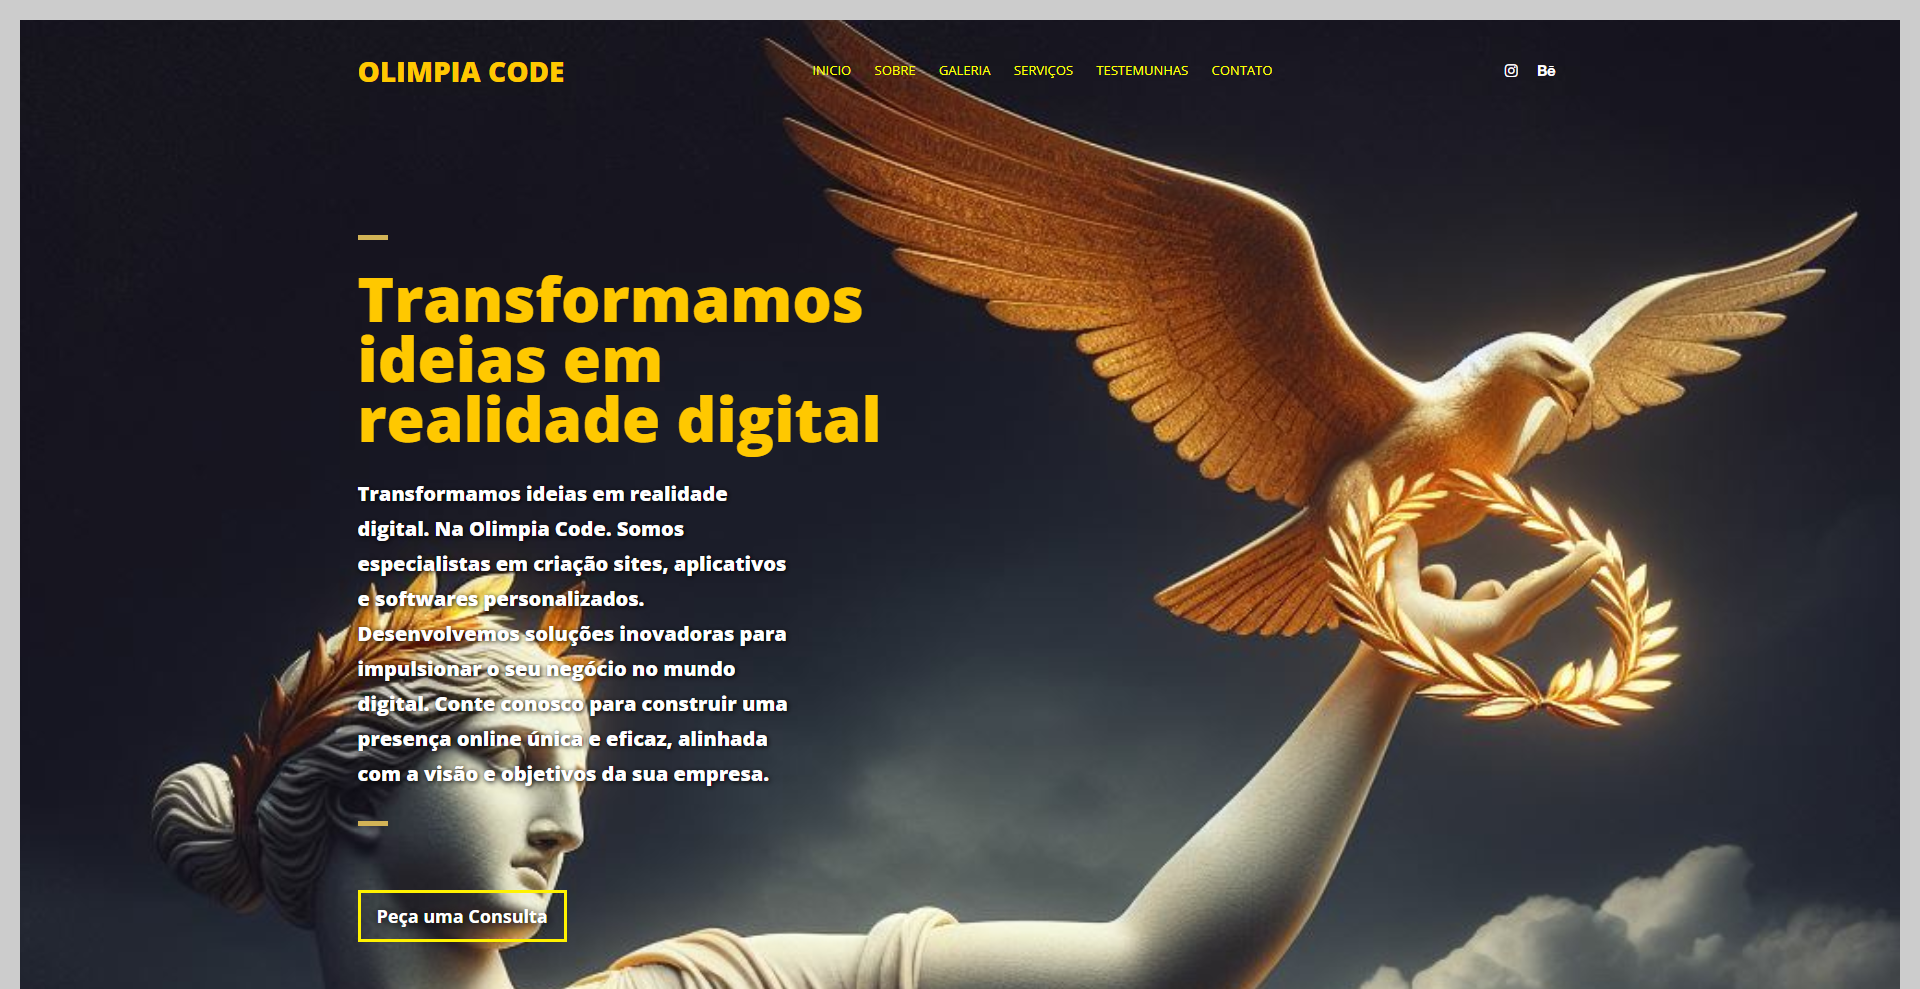 OLIMPIA CODE
INICIO SOBRE GALERIA SERVIÇOS TESTEMUNHAS CONTATO
Bē
Transformamos
ideias em
realidade digital
Transformamos ideias em realidade
digital. Na Olimpia Code. Somos
especialistas em criação sites, aplicativos
e softwares personalizados.
Desenvolvemos soluções inovadoras para
impulsionar o seu negócio no mundo
digital. Conte conosco para construir uma
presença online única e eficaz, alinhada
com a visão e objetivos da sua empresa.
Peça uma Consulta